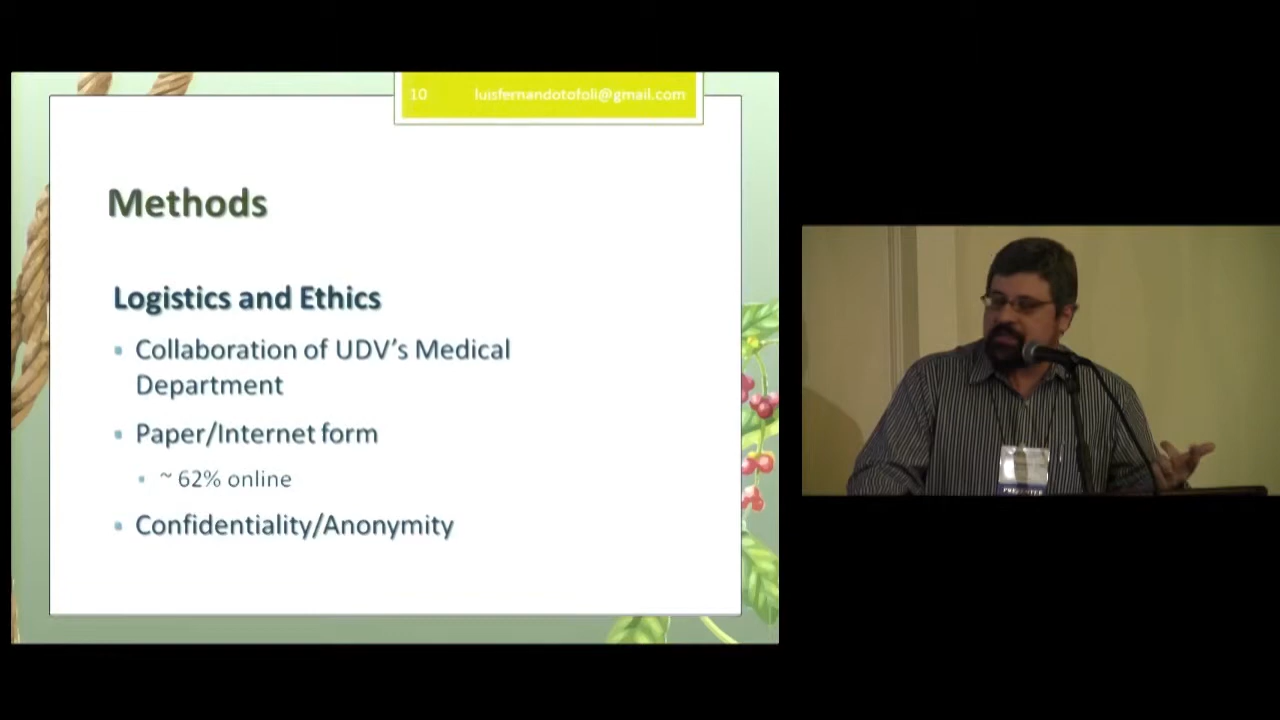 10 luisfernandotofoli@gmail.com
Methods
Logistics and Ethics
▪ Collaboration of UDV’s Medical
Department
▪ Paper/Internet form
▪ ~ 62% online
▪ Confidentiality/Anonymity
PRESENTER